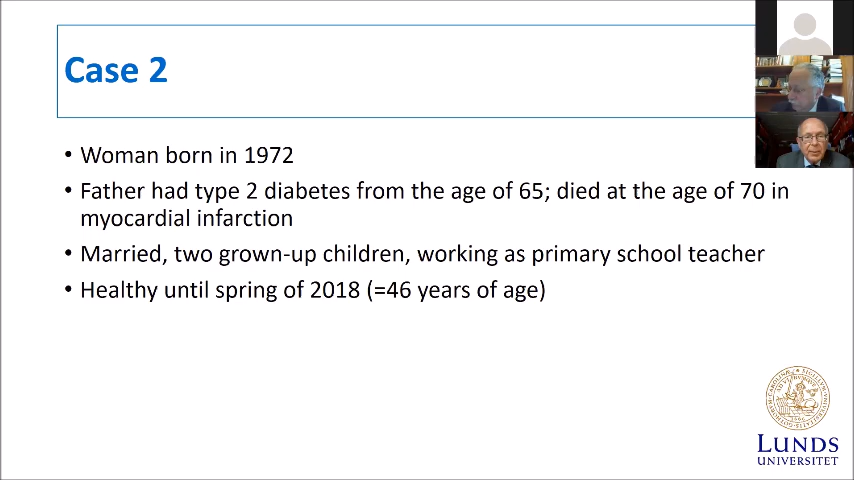 Case 2
• Woman born in 1972
• Father had type 2 diabetes from the age of 65; died at the age of 70 in
myocardial infarction
• Married, two grown-up children, working as primary school teacher
• Healthy until spring of 2018 (=46 years of age)
LUNDS
UNIVERSITET